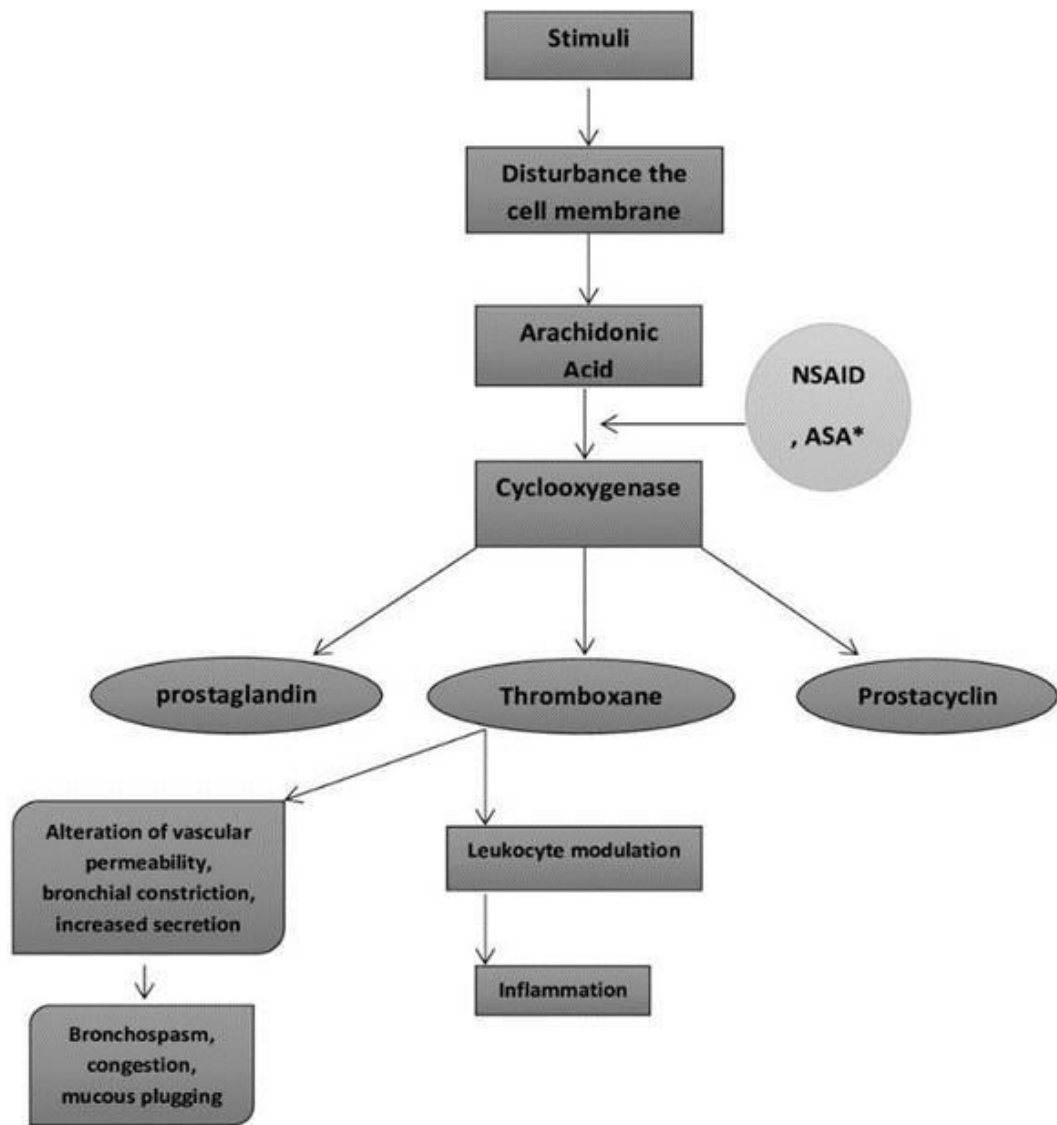 Stimuli
Disturbance the
cell membrane
Arachidonic
Acid
NSAID
, ASA*
Cyclooxygenase
prostaglandin
Thromboxane
Prostacyclin
Alteration of vascular
permeability,
bronchial constriction,
increased secretion
Leukocyte modulation
Inflammation
Bronchospasm,
congestion,
mucous plugging